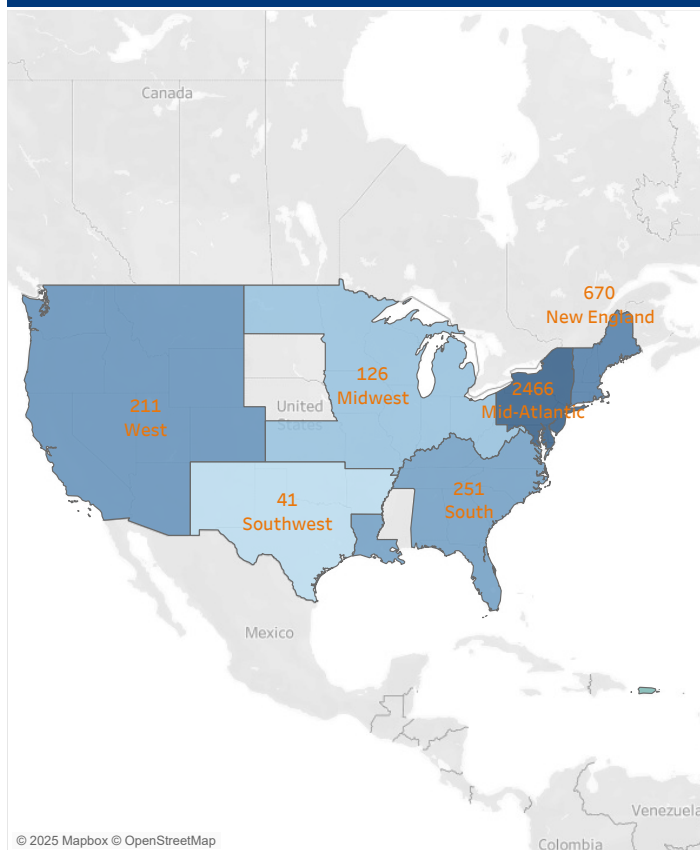 Canada
670
New England
126
Midwest
2466
Mid-Atlantic
211
West
United
States
41
Southwest
251
South
Mexico
Venezuela
Colombia
© 2025 Mapbox © OpenStreetMap